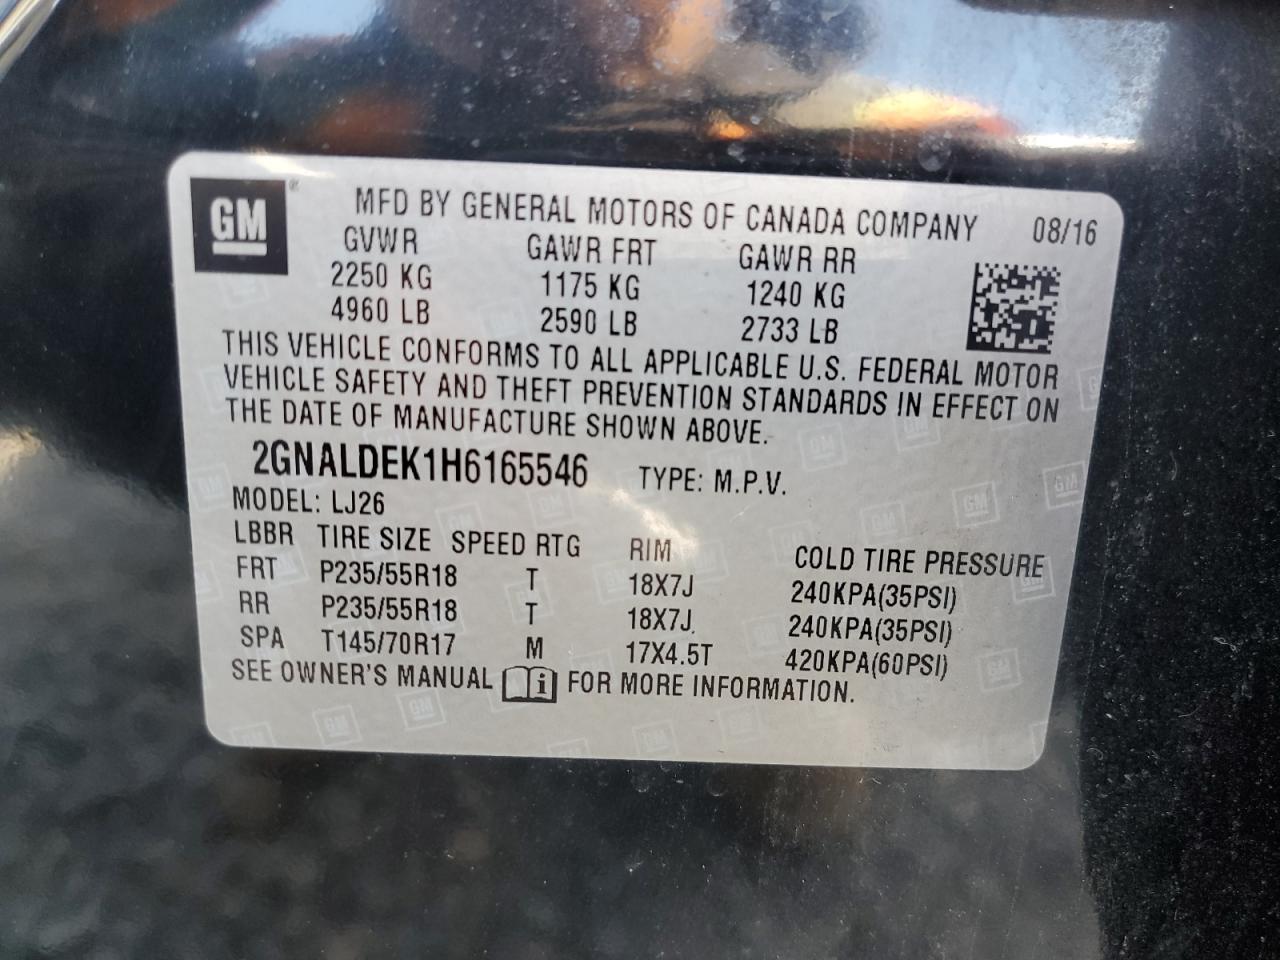 GM
MFD BY GENERAL MOTORS OF CANADA COMPANY 08/16
GVWR GAWR FRT GAWR RR
2250 KG 1175 KG 1240 KG
4960 LB 2590 LB 2733 LB
THIS VEHICLE CONFORMS TO ALL APPLICABLE U.S. FEDERAL MOTOR
VEHICLE SAFETY AND THEFT PREVENTION STANDARDS IN EFFECT ON
THE DATE OF MANUFACTURE SHOWN ABOVE.
2GNALDEK1H6165546 TYPE: M.P.V.
MODEL: LJ26
LBBR TIRE SIZE SPEED RTG RIM COLD TIRE PRESSURE
FRT P235/55R18 T 18X7J 240KPA(35PSI)
RR P235/55R18 T 18X7J 240KPA(35PSI)
SPA T145/70R17 M 17X4.5T 420KPA(60PSI)
SEE OWNER'S MANUAL i FOR MORE INFORMATION.